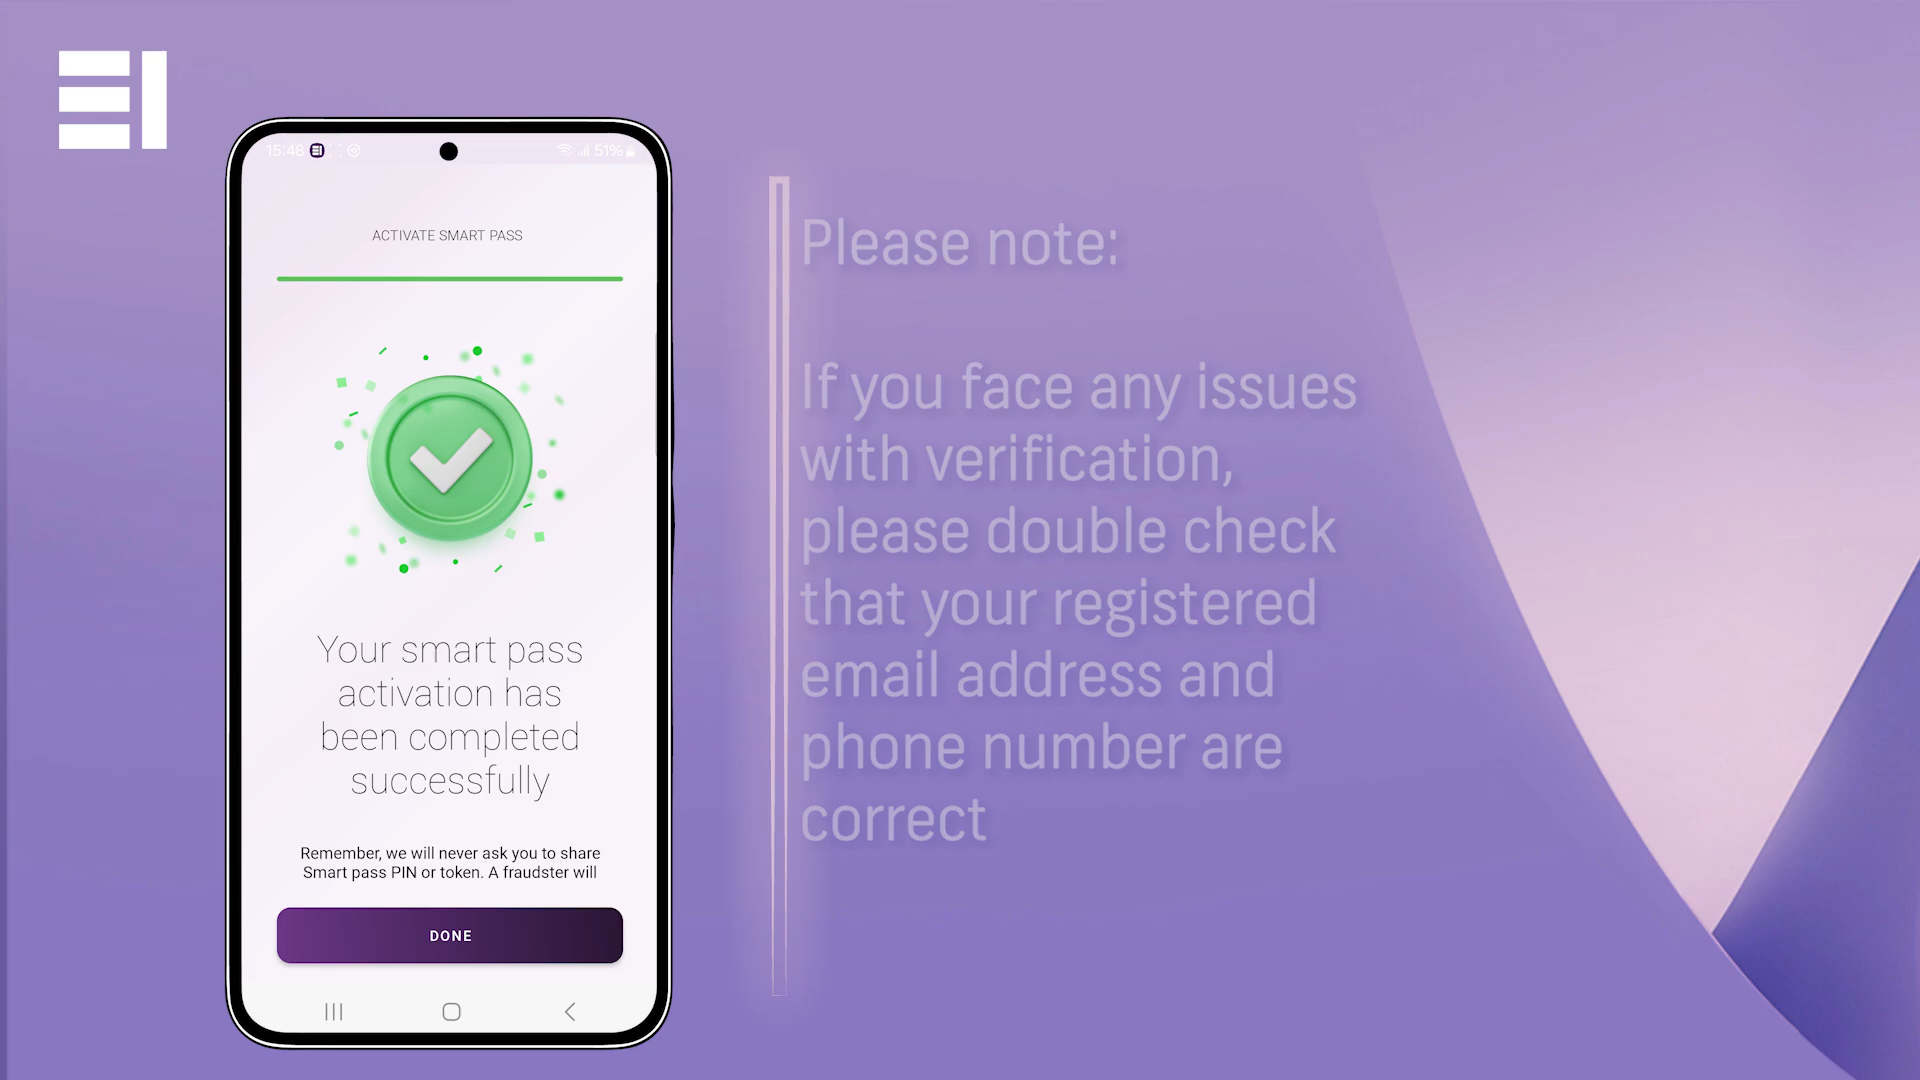 EI
15:48
51%
ACTIVATE SMART PASS
Your smart pass
activation has
been completed
successfully
Remember, we will never ask you to share
Smart pass PIN or token. A fraudster will
DONE
Please note:
If you face any issues
with verification,
please double check
that your registered
email address and
phone number are
correct